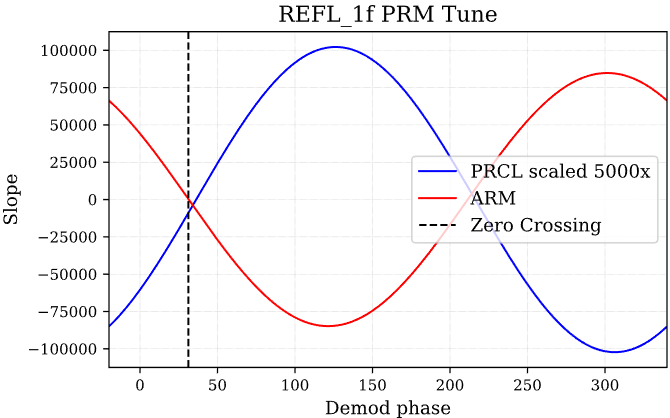 REFL_1f PRM Tune
Slope
100000
75000
50000
25000
0
−25000
−50000
−75000
−100000
PRCL scaled 5000x
ARM
Zero Crossing
0 50 100 150 200 250 300
Demod phase